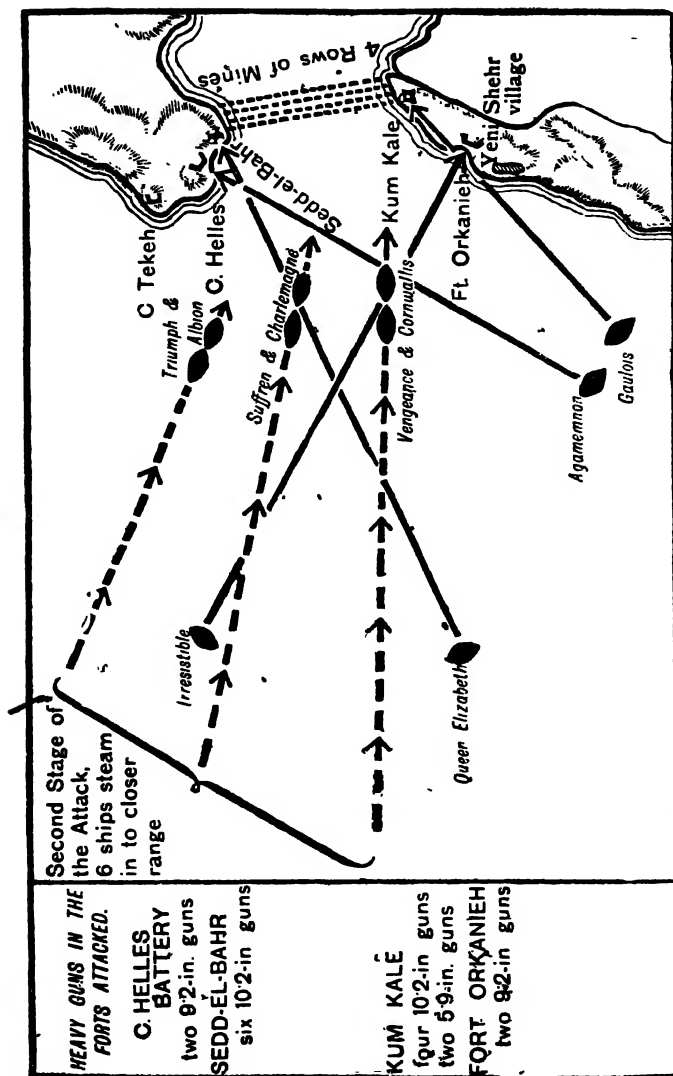 HEAVY GUNS IN THE
FORTS ATTACKED.
C. HELLES
BATTERY
two 9·2-in. guns
SEDD-EL-BAHR
six 10·2-in guns
KUM KALE
four 10·2-in guns
two 5·9-in. guns
FORT ORKANIEH
two 9·2-in guns
Second Stage of
the Attack,
6 ships steam
in to closer
range
Triumph &
Albion
C Tekeh
C. Helles
Sedd-el-Bahr
4 Rows of Mines
Irresistible
Suffren & Charlemagne
Kum Kale
Vengeance & Cornwallis
Ft. Orkanieh
Yeni Shehr
village
Queen Elizabeth
Agamemnon
Gaulois